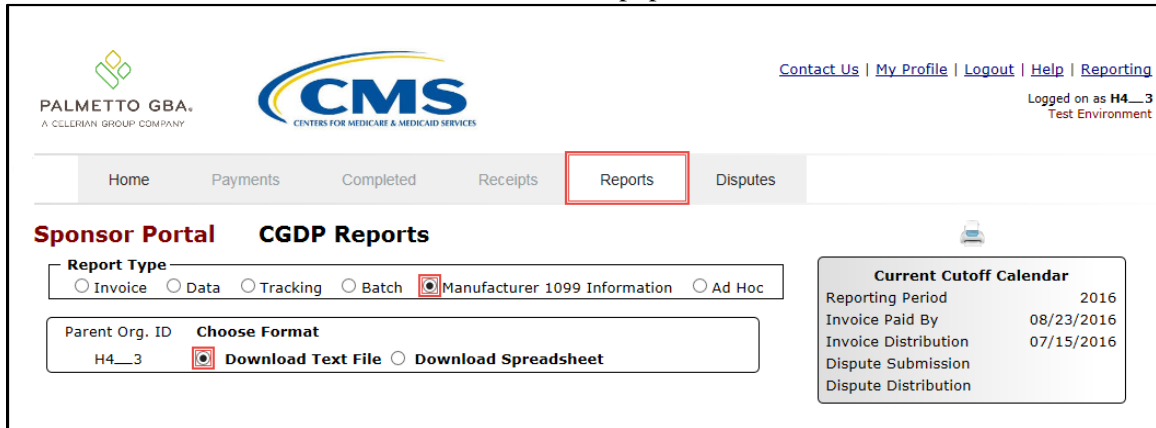 PALMETTO GBA.
A CELERIAN GROUP COMPANY
CMS
CENTERS FOR MEDICARE & MEDICAID SERVICES
Contact Us | My Profile | Logout | Help | Reporting
Logged on as H4__3
Test Environment
Home Payments Completed Receipts Reports Disputes
Sponsor Portal CGDP Reports
Report Type
Invoice Data Tracking Batch Manufacturer 1099 Information Ad Hoc
Parent Org. ID Choose Format
H4__3 Download Text File Download Spreadsheet
Current Cutoff Calendar
Reporting Period 2016
Invoice Paid By 08/23/2016
Invoice Distribution 07/15/2016
Dispute Submission
Dispute Distribution